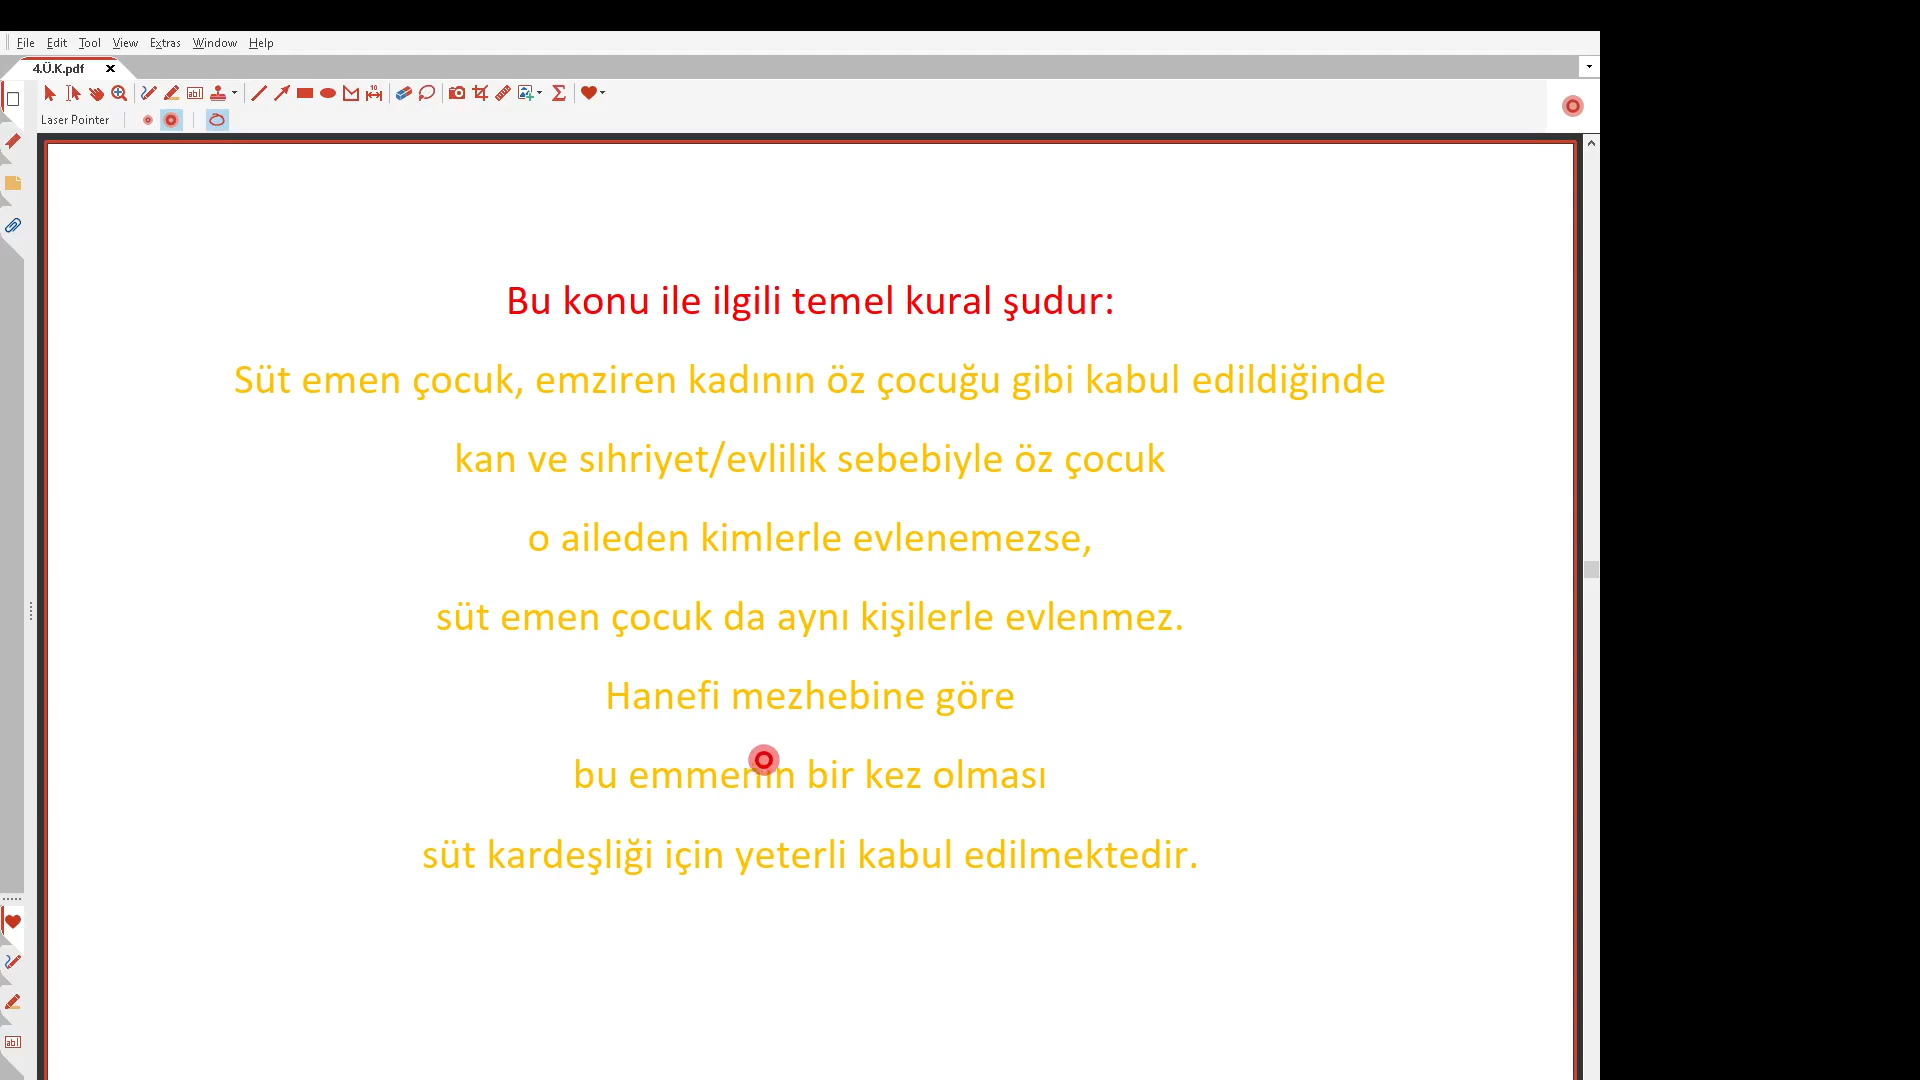 File Edit Tool View Extras Window Help
4.Ü.K.pdf
Laser Pointer
Bu konu ile ilgili temel kural şudur:
Süt emen çocuk, emziren kadının öz çocuğu gibi kabul edildiğinde
kan ve sıhriyet/evlilik sebebiyle öz çocuk
o aileden kimlerle evlenemezse,
süt emen çocuk da aynı kişilerle evlenmez.
Hanefi mezhebine göre
bu emmenin bir kez olması
süt kardeşliği için yeterli kabul edilmektedir.